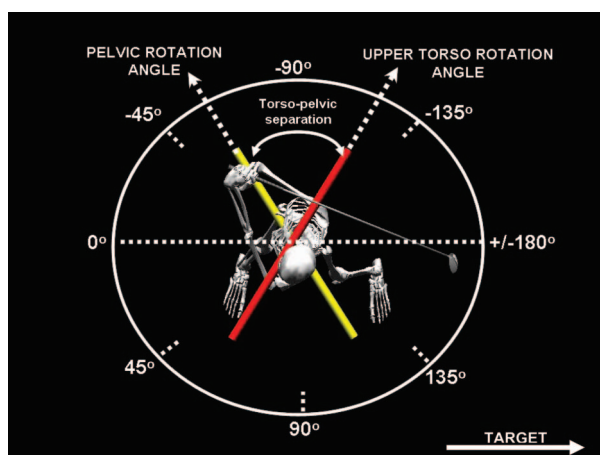 PELVIC ROTATION
ANGLE
UPPER TORSO ROTATION
ANGLE
-90º
-45º
Torso-pelvic
separation
-135º
0º
+/-180º
45º
135º
90º
TARGET